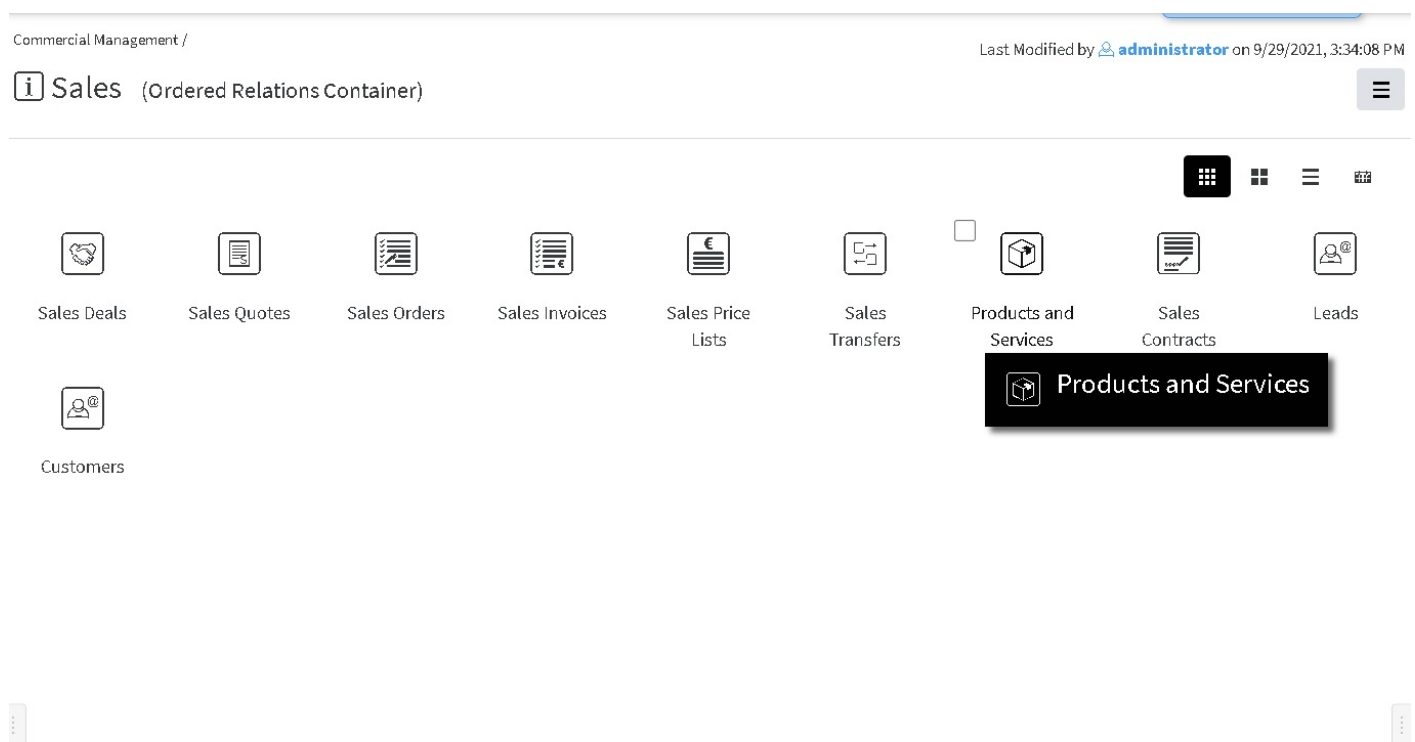 Commercial Management /
Last Modified by administrator on 9/29/2021, 3:34:08 PM
i Sales (Ordered Relations Container)
Sales Deals
Sales Quotes
Sales Orders
Sales Invoices
Sales Price
Lists
Sales
Transfers
Products and
Services
Sales
Contracts
Leads
Products and Services
Customers